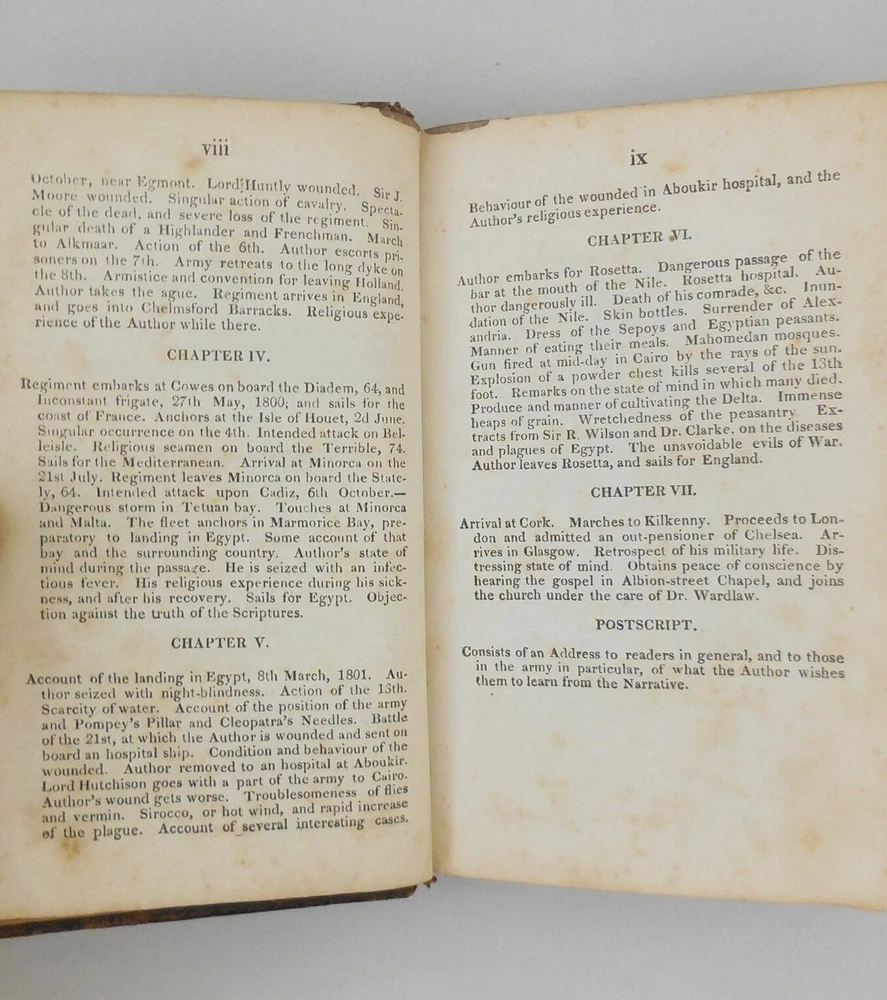 viii
October, near Egmont. Lord Huntly wounded. Sir J.
Moore wounded. Singular action of cavalry. Specta-
cle of the dead, and severe loss of the regiment. Sin-
gular death of a Highlander and Frenchman. March
to Alkmaar. Action of the 6th. Author escorts pri-
soners on the 7th. Army retreats to the long dyke on
the 8th. Armistice and convention for leaving Holland.
Author takes the ague. Regiment arrives in England,
and goes into Chelmsford Barracks. Religious expe-
rience of the Author while there.
CHAPTER IV.
Regiment embarks at Cowes on board the Diadem, 64, and
Inconstant frigate, 27th May, 1800; and sails for the
coast of France. Anchors at the Isle of Houet, 2d June.
Singular occurrence on the 4th. Intended attack on Bel-
leisle. Religious seamen on board the Terrible, 74.
Sails for the Mediterranean. Arrival at Minorca on the
21st July. Regiment leaves Minorca on board the State-
ly, 64. Intended attack upon Cadiz, 6th October.—
Dangerous storm in Tetuan bay. Touches at Minorca
and Malta. The fleet anchors in Marmorice Bay, pre-
paratory to landing in Egypt. Some account of that
bay and the surrounding country. Author's state of
mind during the passage. He is seized with an infec-
tious fever. His religious experience during his sick-
ness, and after his recovery. Sails for Egypt. Objec-
tion against the truth of the Scriptures.
CHAPTER V.
Account of the landing in Egypt, 8th March, 1801. Au-
thor seized with night-blindness. Action of the 13th.
Scarcity of water. Account of the position of the army
and Pompey's Pillar and Cleopatra's Needles. Battle
of the 21st, at which the Author is wounded and sent on
board an hospital ship. Condition and behaviour of the
wounded. Author removed to an hospital at Aboukir.
Lord Hutchison goes with a part of the army to Cairo.
Author's wound gets worse. Troublesomeness of flies
and vermin. Sirocco, or hot wind, and rapid increase
of the plague. Account of several interesting cases.
ix
Behaviour of the wounded in Aboukir hospital, and the
Author's religious experience.
CHAPTER VI.
Author embarks for Rosetta. Dangerous passage of the
bar at the mouth of the Nile. Rosetta hospital. Au-
thor dangerously ill. Death of his comrade, &c. Inun-
dation of the Nile. Skin bottles. Surrender of Alex-
andria. Dress of the Sepoys and Egyptian peasants.
Manner of eating their meals. Mahomedan mosques.
Gun fired at mid-day in Cairo by the rays of the sun.
Explosion of a powder chest kills several of the 13th
foot. Remarks on the state of mind in which many died.
Produce and manner of cultivating the Delta. Immense
heaps of grain. Wretchedness of the peasantry Ex-
tracts from Sir R. Wilson and Dr. Clarke, on the diseases
and plagues of Egypt. The unavoidable evils of War.
Author leaves Rosetta, and sails for England.
CHAPTER VII.
Arrival at Cork. Marches to Kilkenny. Proceeds to Lon-
don and admitted an out-pensioner of Chelsea. Ar-
rives in Glasgow. Retrospect of his military life. Dis-
tressing state of mind. Obtains peace of conscience by
hearing the gospel in Albion-street Chapel, and joins
the church under the care of Dr. Wardlaw.
POSTSCRIPT.
Consists of an Address to readers in general, and to those
in the army in particular, of what the Author wishes
them to learn from the Narrative.